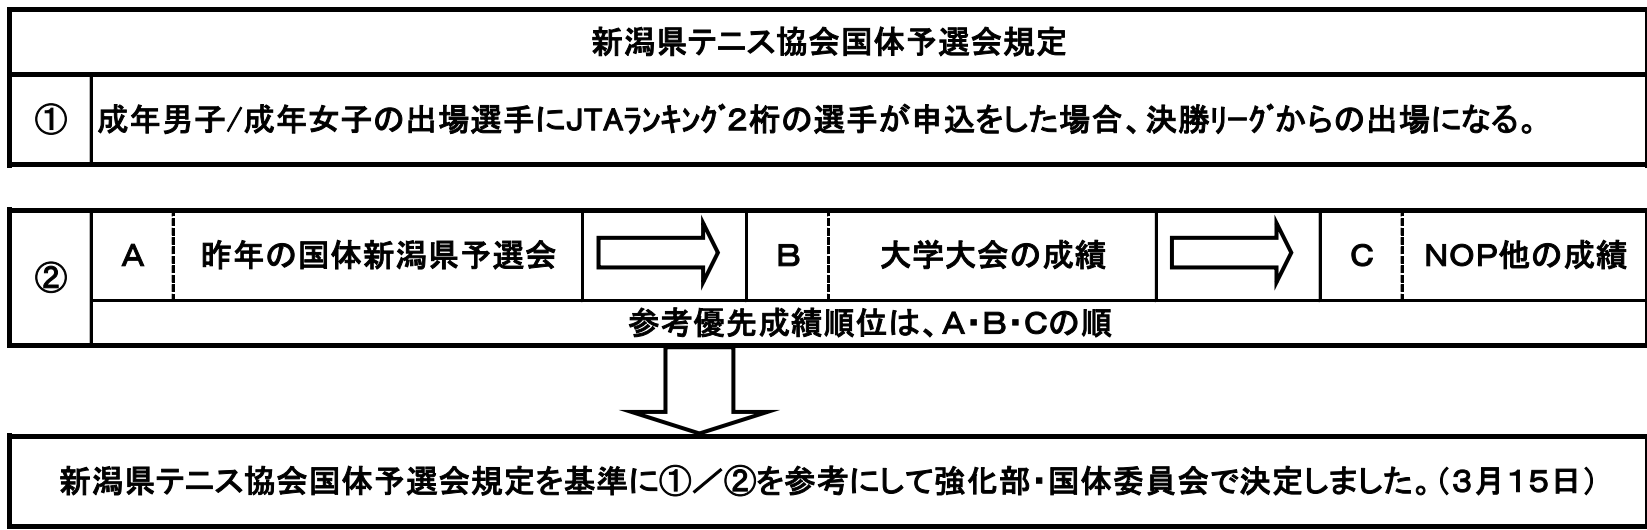 新潟県テニス協会国体予選会規定
① 成年男子/成年女子の出場選手にJTAﾗﾝｷﾝｸﾞ2桁の選手が申込をした場合、決勝ﾘｰｸﾞからの出場になる。
② A 昨年の国体新潟県予選会 B 大学大会の成績 C NOP他の成績
参考優先成績順位は、A・B・Cの順
新潟県テニス協会国体予選会規定を基準に①／②を参考にして強化部・国体委員会で決定しました。（３月１５日）